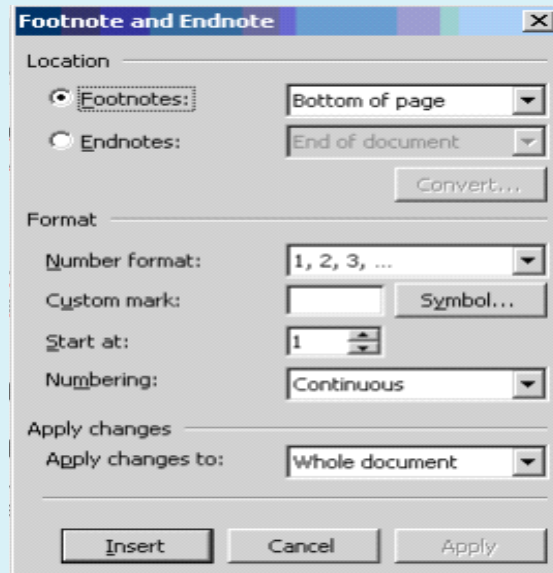 Footnote and Endnote
Location
Footnotes: Bottom of page
Endnotes: End of document
Convert...
Format
Number format: 1, 2, 3, ...
Custom mark: Symbol...
Start at: 1
Numbering: Continuous
Apply changes
Apply changes to: Whole document
Insert Cancel Apply